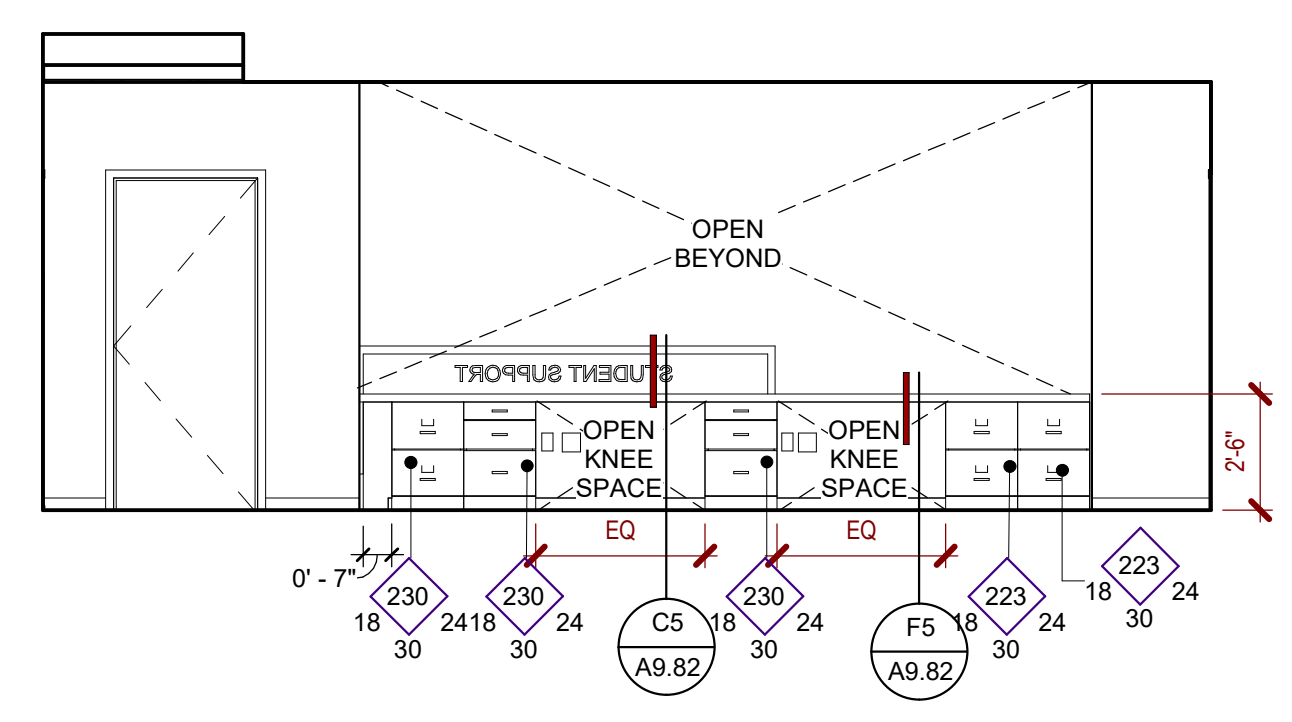 OPEN
BEYOND
STUDENT SUPPORT
OPEN
KNEE
SPACE
OPEN
KNEE
SPACE
2'-6"
EQ
EQ
0' - 7"
230
18
24
30
230
18
24
30
C5
A9.82
230
18
24
30
F5
A9.82
223
18
24
30
223
18
24
30